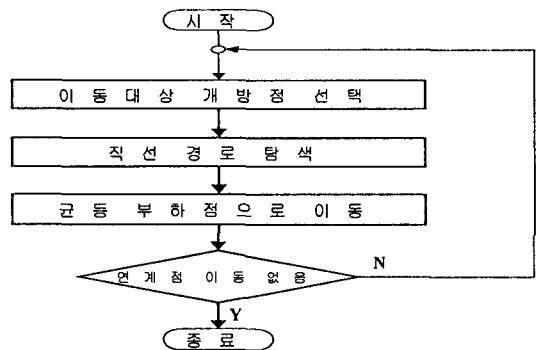 시 작
이 동 대 상 개 방 점 선 택
직 선 경 로 탐 색
균 등 부 하 점 으 로 이 동
연 계 점 이 동 없 음
N
Y
종 료